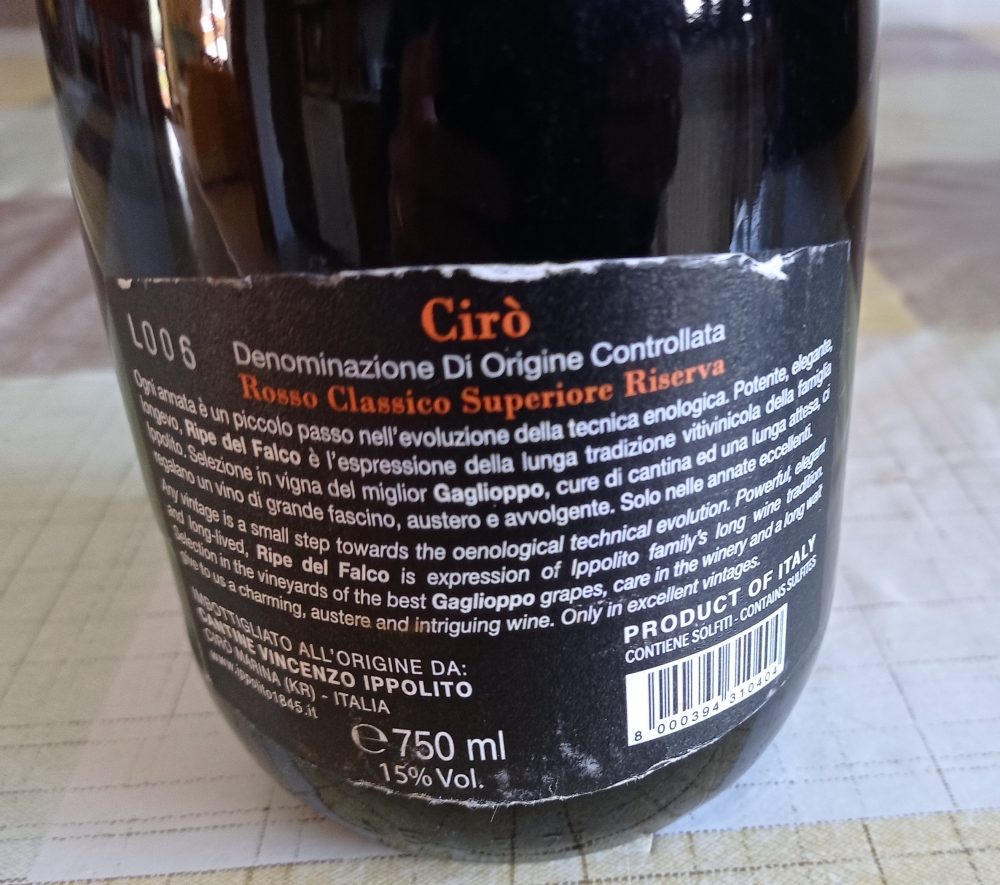 Cirò
L006
Denominazione Di Origine Controllata
Rosso Classico Superiore Riserva
Ogni annata è un piccolo passo nell'evoluzione della tecnica enologica. Potente, elegante,
longevo, Ripe del Falco è l'espressione della lunga tradizione vitivinicola della famiglia
Ippolito. Selezione in vigna del miglior Gaglioppo, cure di cantina ed una lunga attesa, ci
regalano un vino di grande fascino, austero e avvolgente. Solo nelle annate eccellenti.
Any vintage is a small step towards the oenological technical evolution. Powerful, elegant
and long-lived, Ripe del Falco is expression of Ippolito family's long wine tradition.
Selection in the vineyards of the best Gaglioppo grapes, care in the winery and a long wait
give to us a charming, austere and intriguing wine. Only in excellent vintages.
IMBOTTIGLIATO ALL'ORIGINE DA:
CANTINE VINCENZO IPPOLITO
CIRÒ MARINA (KR) - ITALIA
www.ippolito1845.it
PRODUCT OF ITALY
CONTIENE SOLFITI - CONTAINS SULFITES
8 000394 310404
℮ 750 ml
15% Vol.